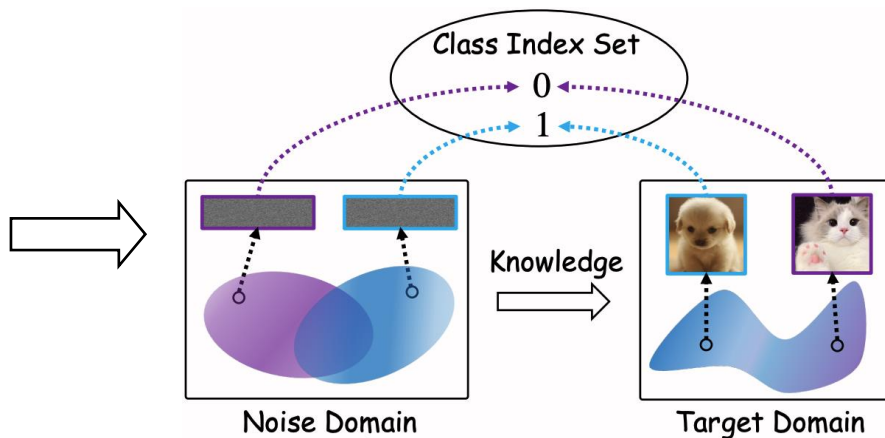 Class Index Set
0
1
Knowledge
Noise Domain
Target Domain